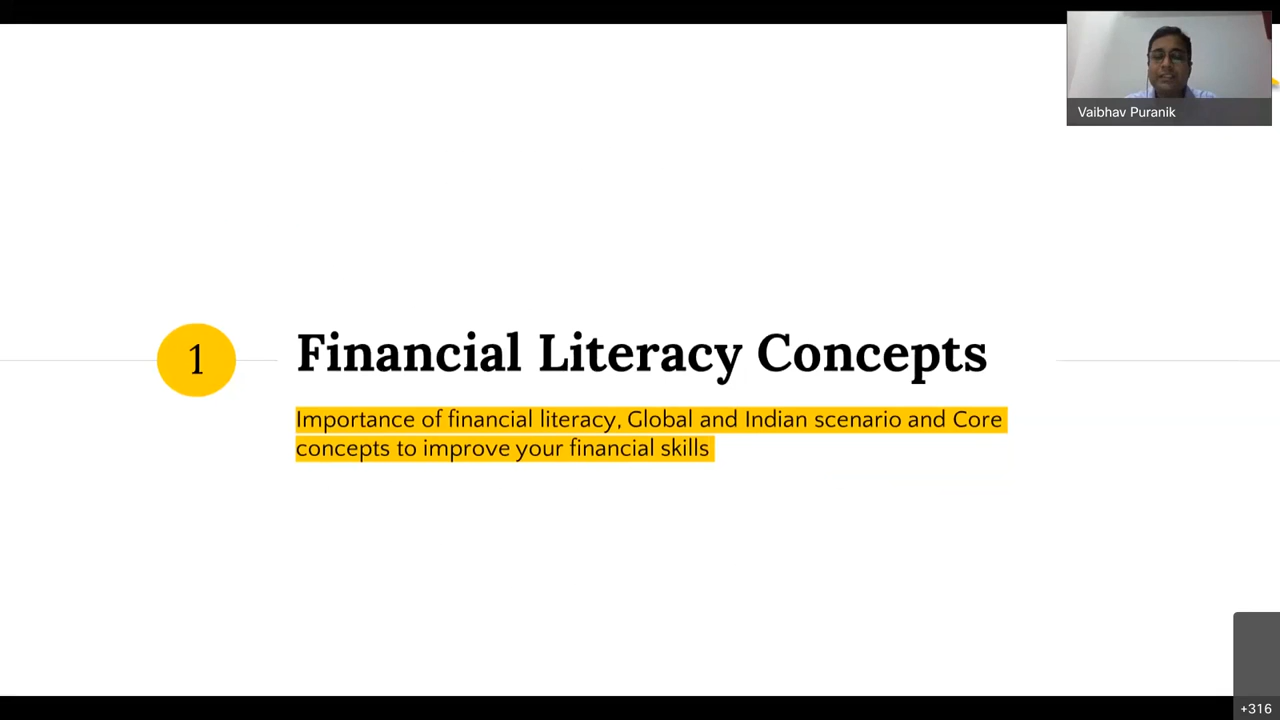 Vaibhav Puranik
1
Financial Literacy Concepts
Importance of financial literacy, Global and Indian scenario and Core
concepts to improve your financial skills
+316